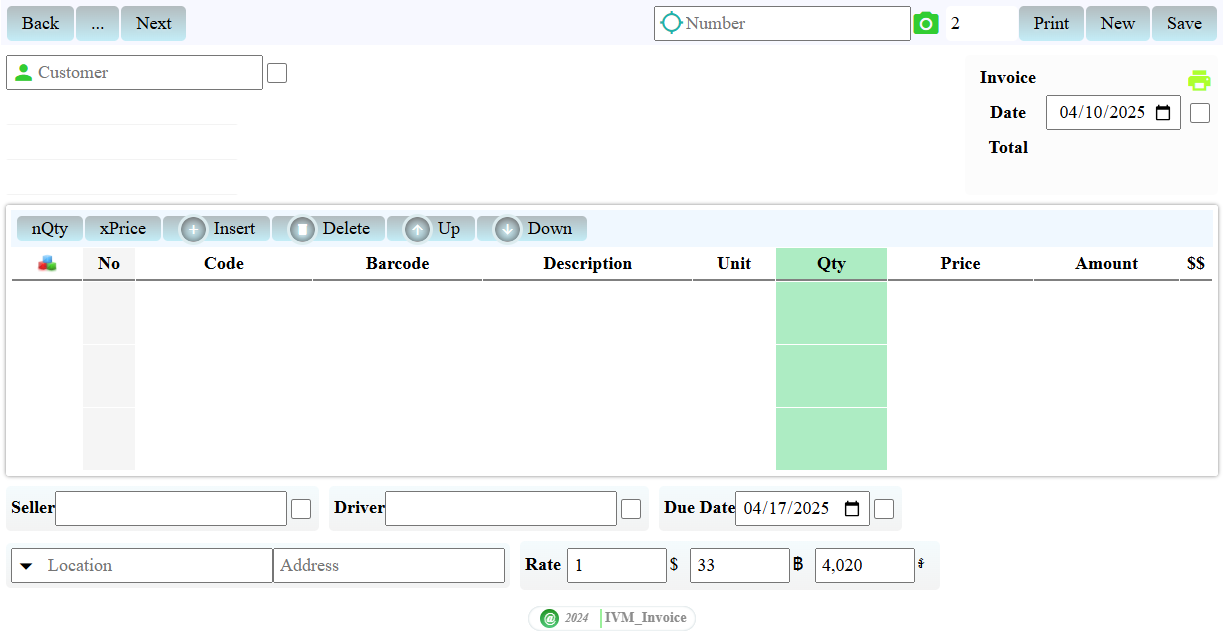 Back ... Next Number 2 Print New Save
Customer
Invoice
Date 04/10/2025
Total
nQty xPrice Insert Delete Up Down
No Code Barcode Description Unit Qty Price Amount $$
Seller Driver Due Date 04/17/2025
Location Address Rate 1 $ 33 ฿ 4,020 ៛
@ 2024 IVM_Invoice